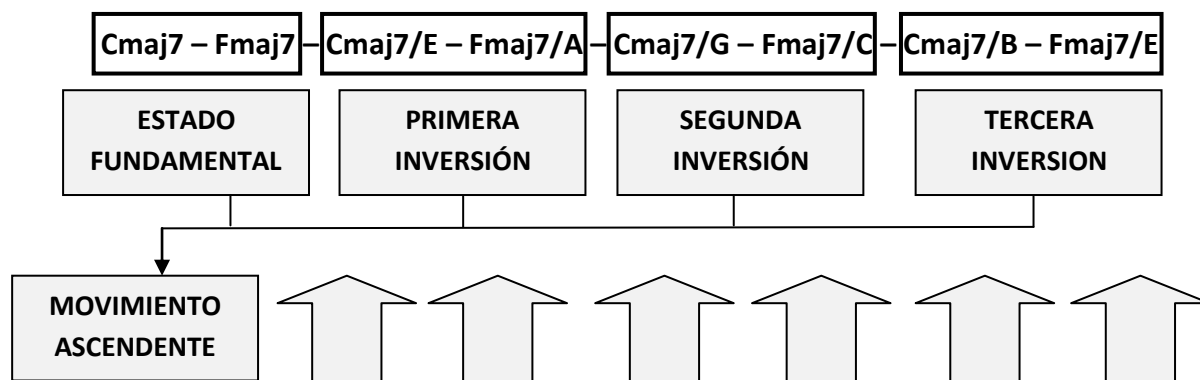 Cmaj7 – Fmaj7 – Cmaj7/E – Fmaj7/A – Cmaj7/G – Fmaj7/C – Cmaj7/B – Fmaj7/E
ESTADO
FUNDAMENTAL
PRIMERA
INVERSIÓN
SEGUNDA
INVERSIÓN
TERCERA
INVERSION
MOVIMIENTO
ASCENDENTE